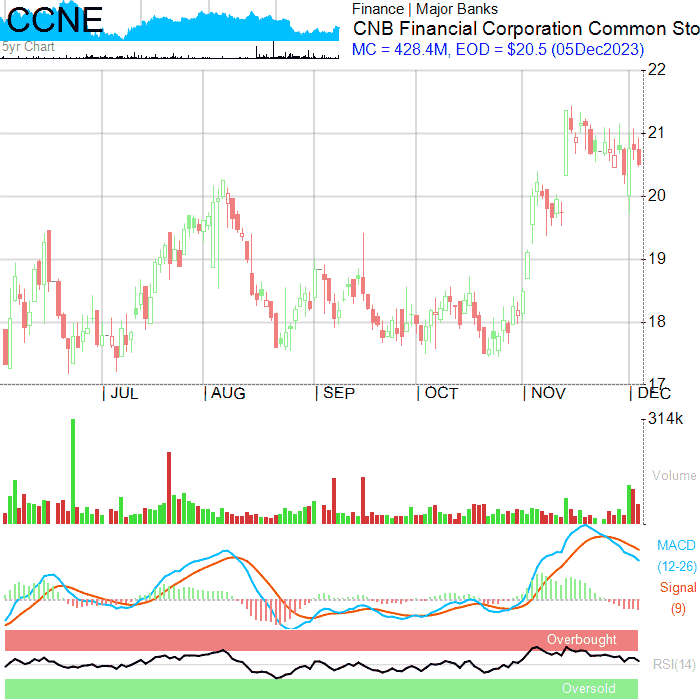 CCNE
5yr Chart
Finance | Major Banks
CNB Financial Corporation Common Sto
MC = 428.4M, EOD = $20.5 (05Dec2023)
22
21
20
19
18
17
JUL AUG SEP OCT NOV DEC
314k
Volume
MACD
(12-26)
Signal
(9)
Overbought
RSI(14)
Oversold